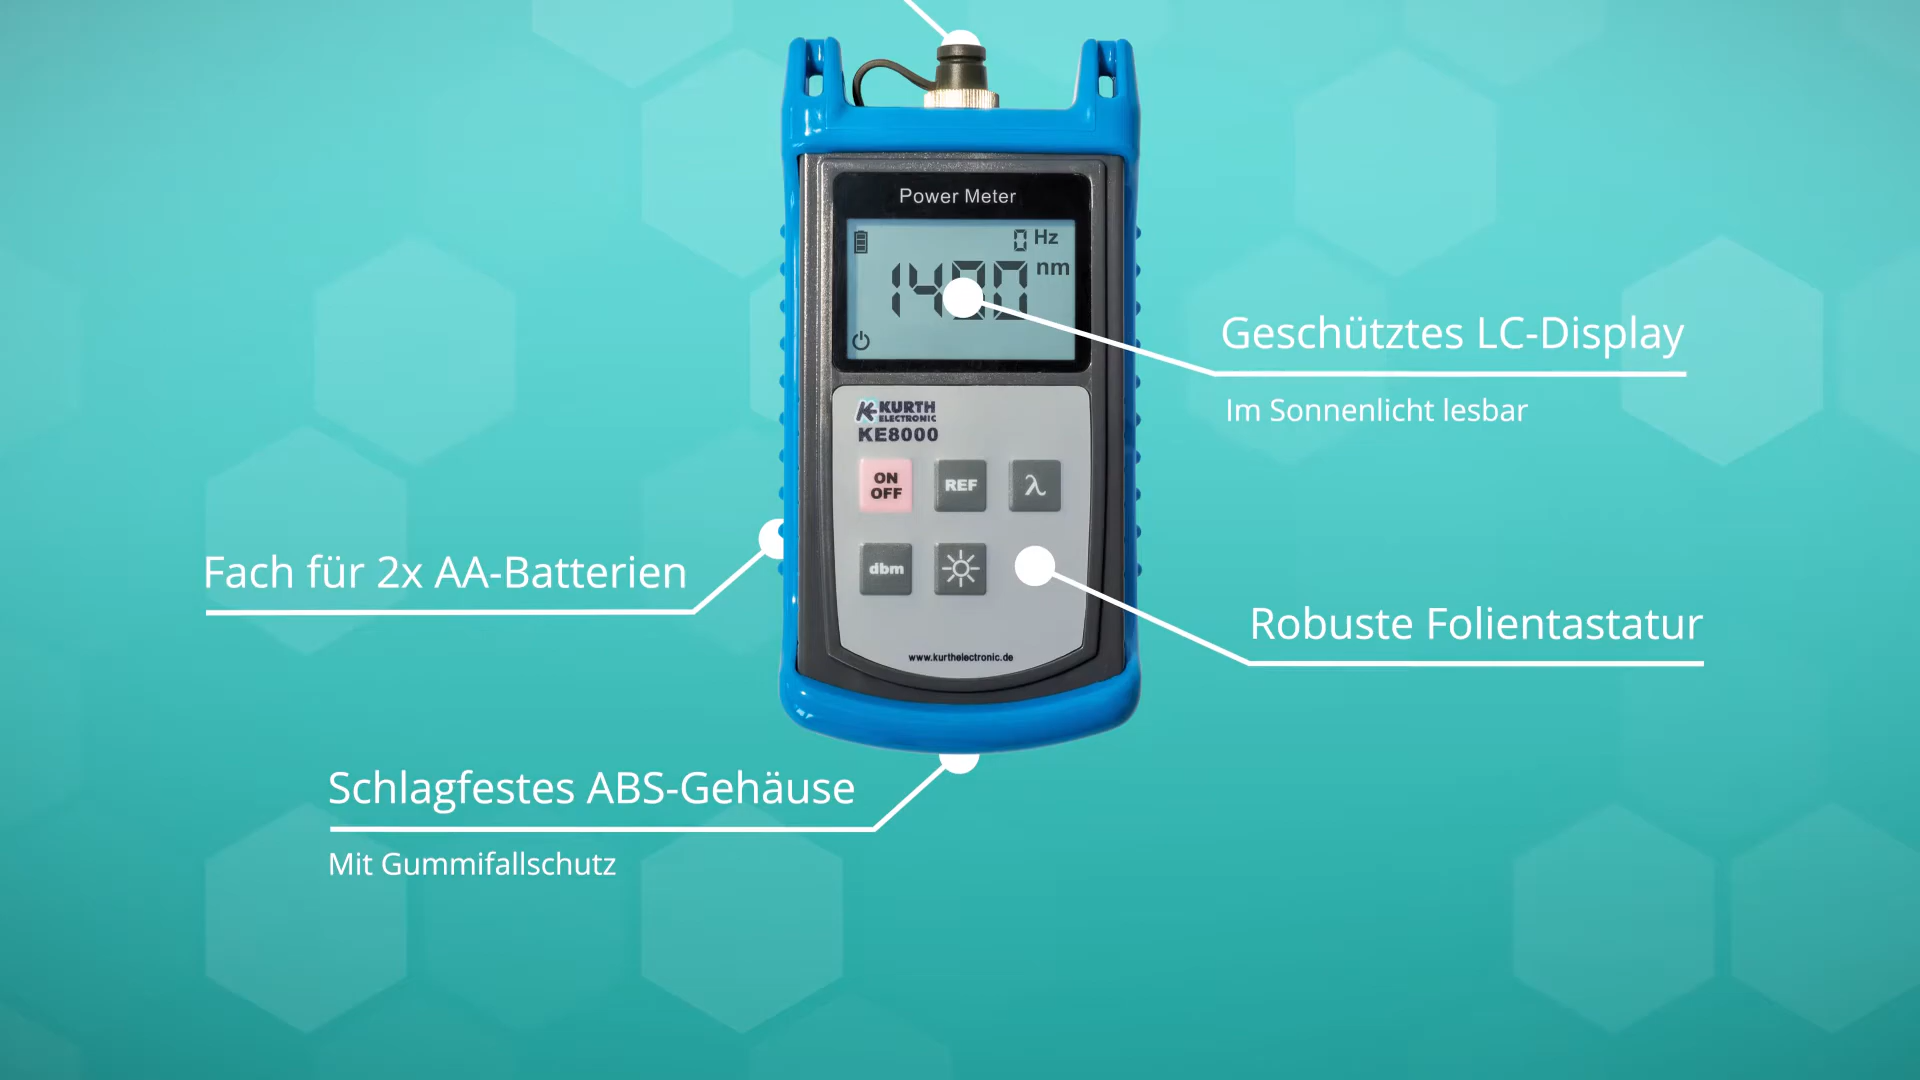 Power Meter
0 Hz
nm
Geschütztes LC-Display
Im Sonnenlicht lesbar
KURTH
ELECTRONIC
KE8000
ON
OFF
REF
λ
dbm
Fach für 2x AA-Batterien
Robuste Folientastatur
www.kurthelectronic.de
Schlagfestes ABS-Gehäuse
Mit Gummifallschutz